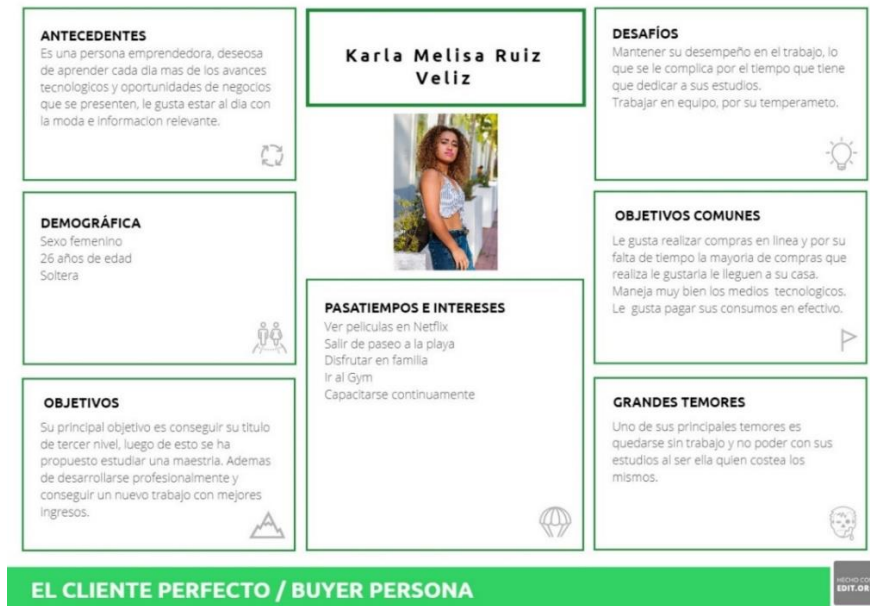 ANTECEDENTES
Es una persona emprendedora, deseosa
de aprender cada dia mas de los avances
tecnologicos y oportunidades de negocios
que se presenten, le gusta estar al dia con
la moda e informacion relevante.
DEMOGRÁFICA
Sexo femenino
26 años de edad
Soltera
OBJETIVOS
Su principal objetivo es conseguir su titulo
de tercer nivel, luego de esto se ha
propuesto estudiar una maestria. Ademas
de desarrollarse profesionalmente y
conseguir un nuevo trabajo con mejores
ingresos.
Karla Melisa Ruiz
Veliz
PASATIEMPOS E INTERESES
Ver peliculas en Netflix
Salir de paseo a la playa
Disfrutar en familia
Ir al Gym
Capacitarse continuamente
DESAFÍOS
Mantener su desempeño en el trabajo, lo
que se le complica por el tiempo que tiene
que dedicar a sus estudios.
Trabajar en equipo, por su temperameto.
OBJETIVOS COMUNES
Le gusta realizar compras en linea y por su
falta de tiempo la mayoria de compras que
realiza le gustaria le lleguen a su casa.
Maneja muy bien los medios tecnologicos.
Le gusta pagar sus consumos en efectivo.
GRANDES TEMORES
Uno de sus principales temores es
quedarse sin trabajo y no poder con sus
estudios al ser ella quien costea los
mismos.
EL CLIENTE PERFECTO / BUYER PERSONA
HECHO CO
EDIT.OR